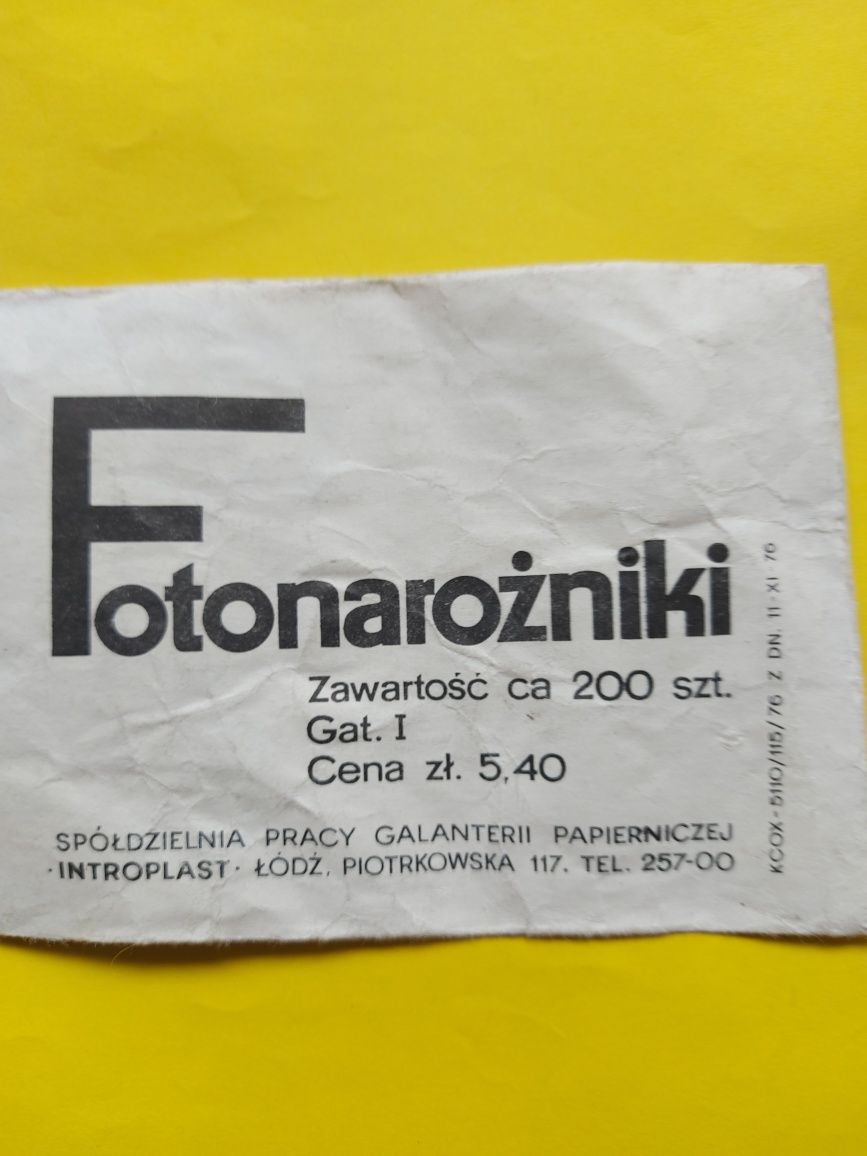 Fotonarożniki
Zawartość ca 200 szt.
Gat. I
Cena zł. 5,40
SPÓŁDZIELNIA PRACY GALANTERII PAPIERNICZEJ
·INTROPLAST· ŁÓDŹ, PIOTRKOWSKA 117. TEL. 257-00
KCOX-5110/115/76 Z DN. 11-XI-76